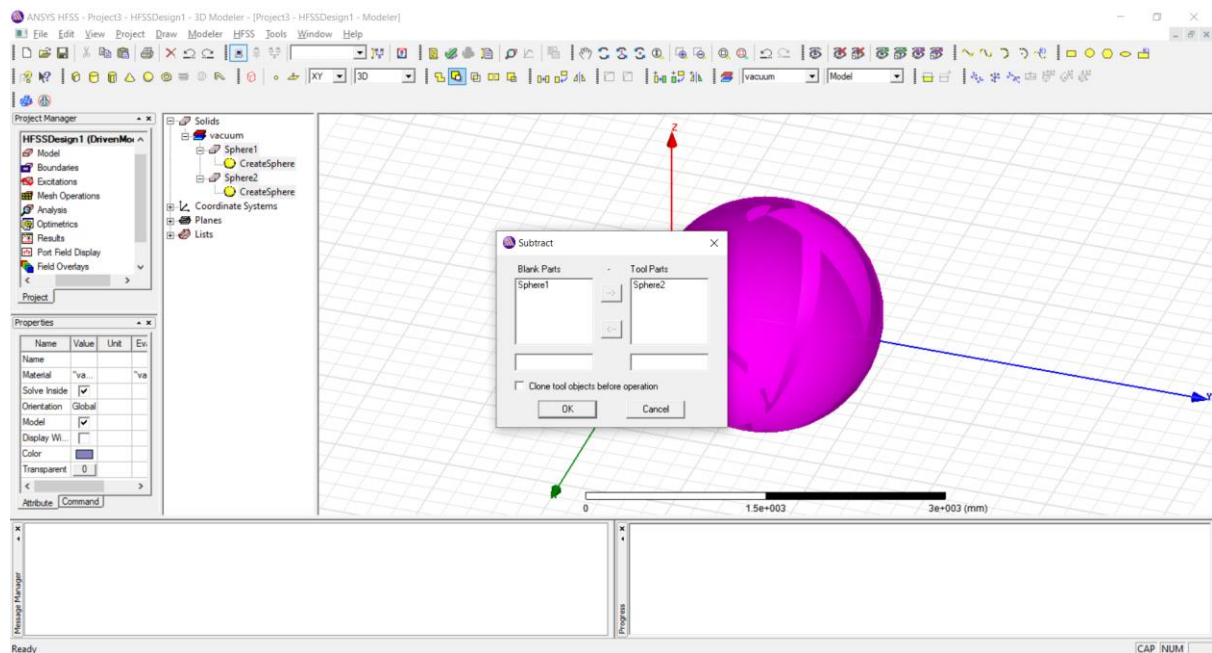 ANSYS HFSS - Project3 - HFSSDesign1 - 3D Modeler - [Project3 - HFSSDesign1 - Modeler]
File Edit View Project Draw Modeler HFSS Tools Window Help
XY 3D vacuum Model
Project Manager
HFSSDesign1 (DrivenMo
Model
Boundaries
Excitations
Mesh Operations
Analysis
Optimetrics
Results
Port Field Display
Field Overlays
Project
Solids
vacuum
Sphere1
CreateSphere
Sphere2
CreateSphere
Coordinate Systems
Planes
Lists
Properties
Name Value Unit Ev
Name
Material "va... "va
Solve Inside
Orientation Global
Model
Display Wi...
Color
Transparent 0
Attribute Command
Z
Y
Subtract
Blank Parts - Tool Parts
Sphere1 Sphere2
Clone tool objects before operation
OK Cancel
0 1.5e+003 3e+003 (mm)
Message Manager
Progress
Ready
CAP NUM